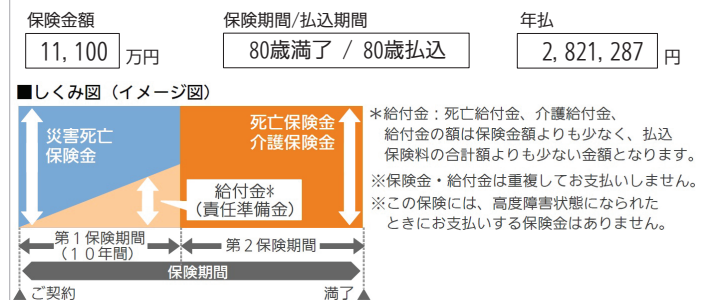 保険金額
11,100 万円
保険期間/払込期間
80歳満了 / 80歳払込
年払
2,821,287 円
■しくみ図（イメージ図）
災害死亡
保険金
死亡保険金
介護保険金
給付金*
（責任準備金）
第1保険期間
（10年間）
第2保険期間
保険期間
ご契約
満了
*給付金：死亡給付金、介護給付金、
給付金の額は保険金額よりも少なく、払込
保険料の合計額よりも少ない金額となります。
※保険金・給付金は重複してお支払いしません。
※この保険には、高度障害状態になられた
ときにお支払いする保険金はありません。